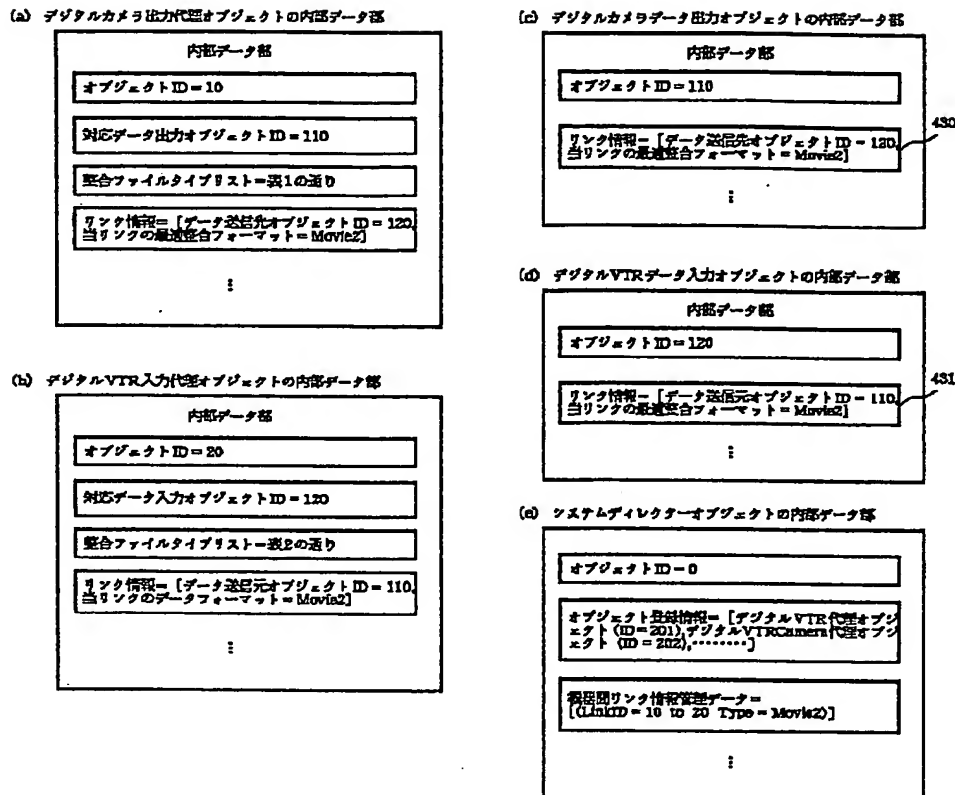 (a) デジタルカメラ出力代理オブジェクトの内部データ部
内部データ部
オブジェクトID=10
対応データ出力オブジェクトID=110
整合ファイルタイプリスト=表1の通り
リンク情報=[データ送信先オブジェクトID=120,
当リンクの最適整合フォーマット=Movie2]
⋮
(b) デジタルVTR入力代理オブジェクトの内部データ部
内部データ部
オブジェクトID=20
対応データ入力オブジェクトID=120
整合ファイルタイプリスト=表2の通り
リンク情報=[データ送信元オブジェクトID=110,
当リンクのデータフォーマット=Movie2]
⋮
(c) デジタルカメラデータ出力オブジェクトの内部データ部
内部データ部
オブジェクトID=110
430
リンク情報=[データ送信先オブジェクトID=120,
当リンクの最適整合フォーマット=Movie2]
⋮
(d) デジタルVTRデータ入力オブジェクトの内部データ部
内部データ部
オブジェクトID=120
431
リンク情報=[データ送信元オブジェクトID=110,
当リンクの最適整合フォーマット=Movie2]
⋮
(e) システムディレクターオブジェクトの内部データ部
オブジェクトID=0
オブジェクト登録情報=[デジタルVTR代理オブジ
ェクト(ID=201),デジタルVTRCamera代理オブジ
ェクト (ID=202),………]
機器間リンク情報管理データ=
[(LinkID=10 to 20 Type=Movie2)]
⋮